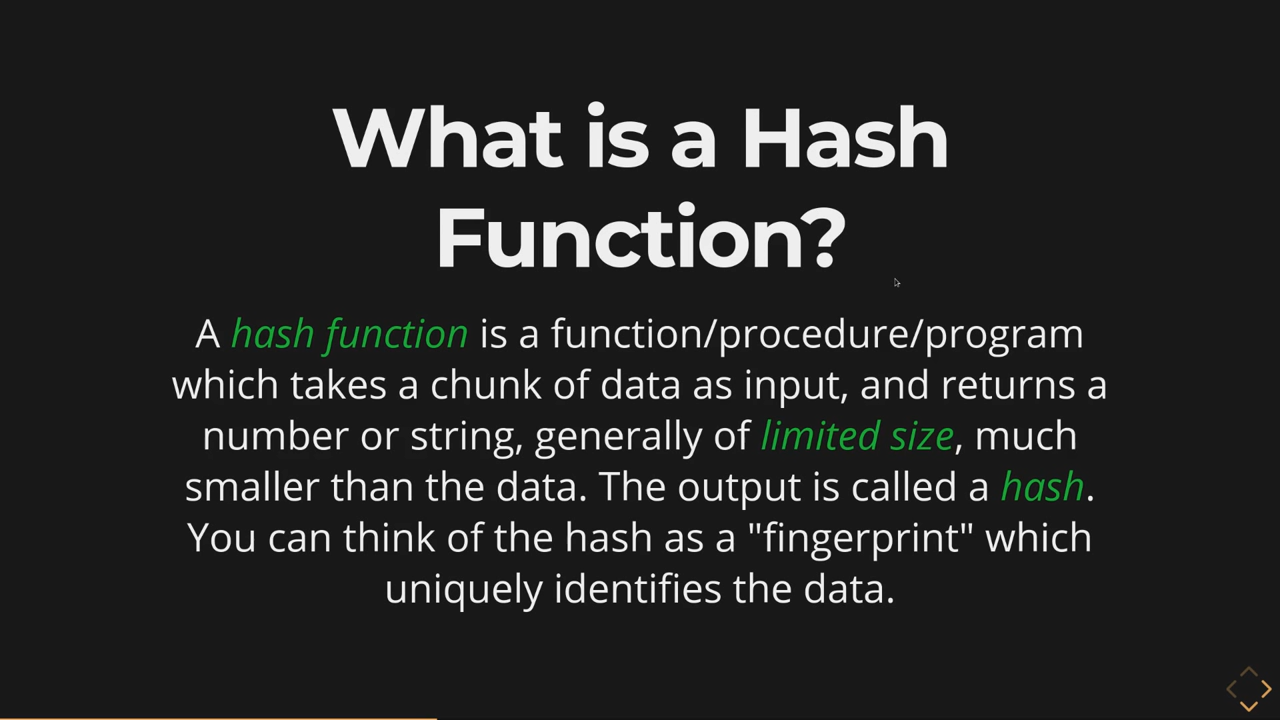 What is a Hash
Function?
A hash function is a function/procedure/program
which takes a chunk of data as input, and returns a
number or string, generally of limited size, much
smaller than the data. The output is called a hash.
You can think of the hash as a "fingerprint" which
uniquely identifies the data.